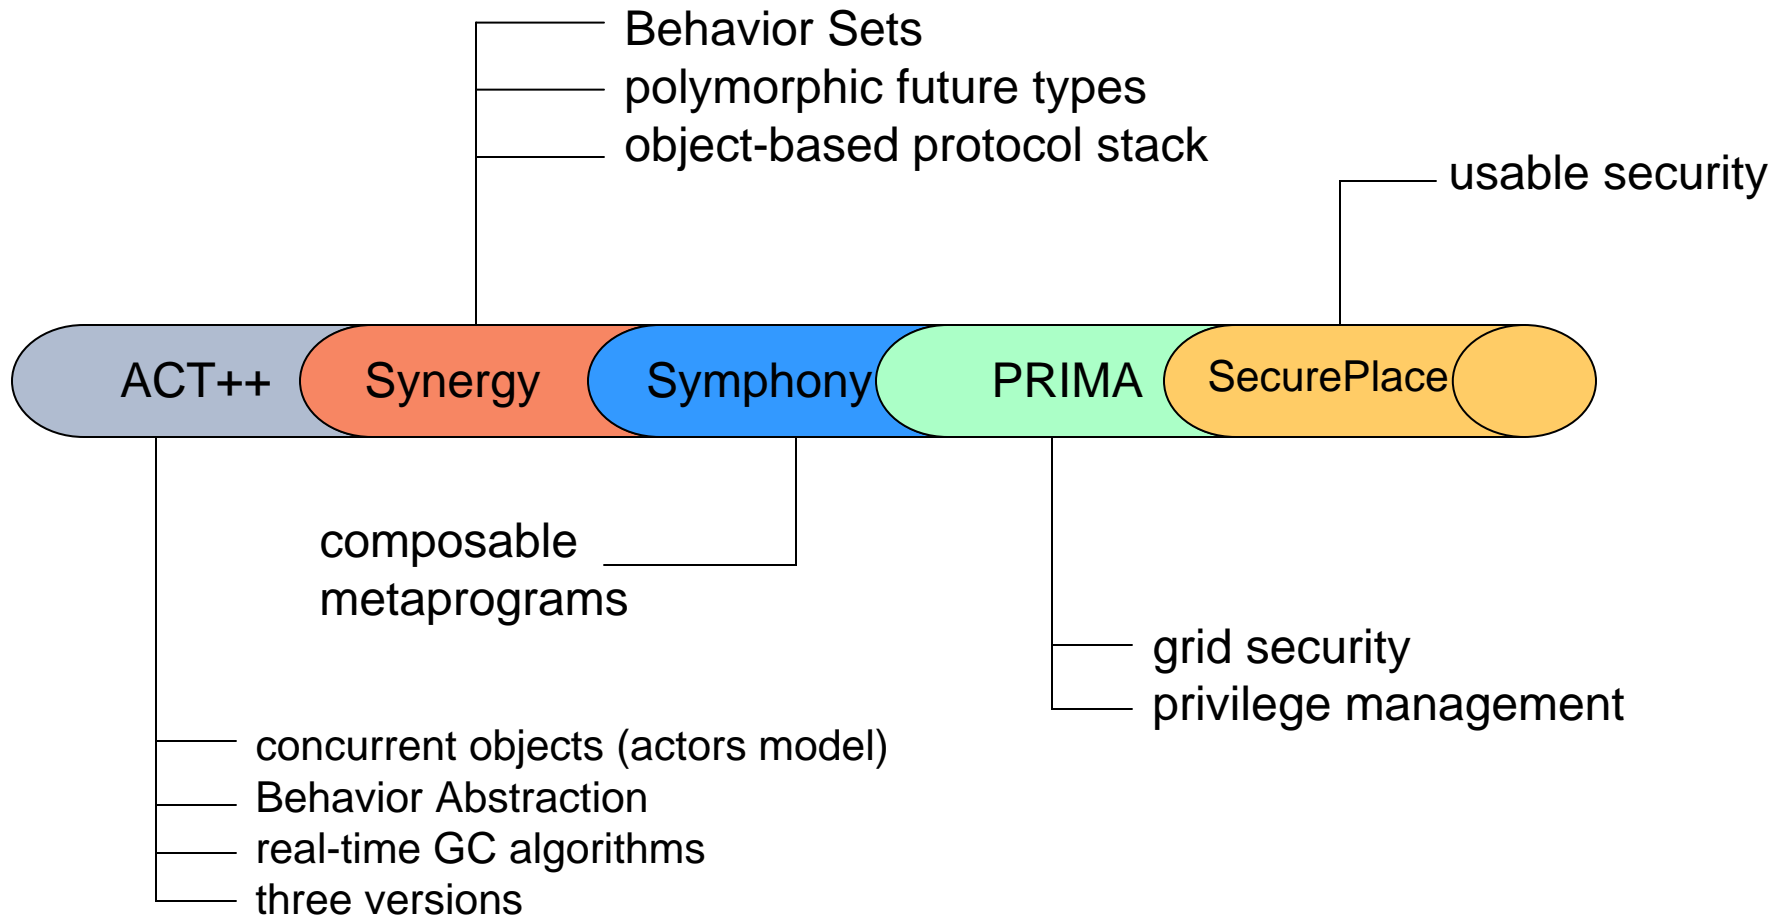 Behavior Sets
polymorphic future types
object-based protocol stack
usable security
ACT++
Synergy
Symphony
PRIMA
SecurePlace
composable
metaprograms
grid security
privilege management
concurrent objects (actors model)
Behavior Abstraction
real-time GC algorithms
three versions